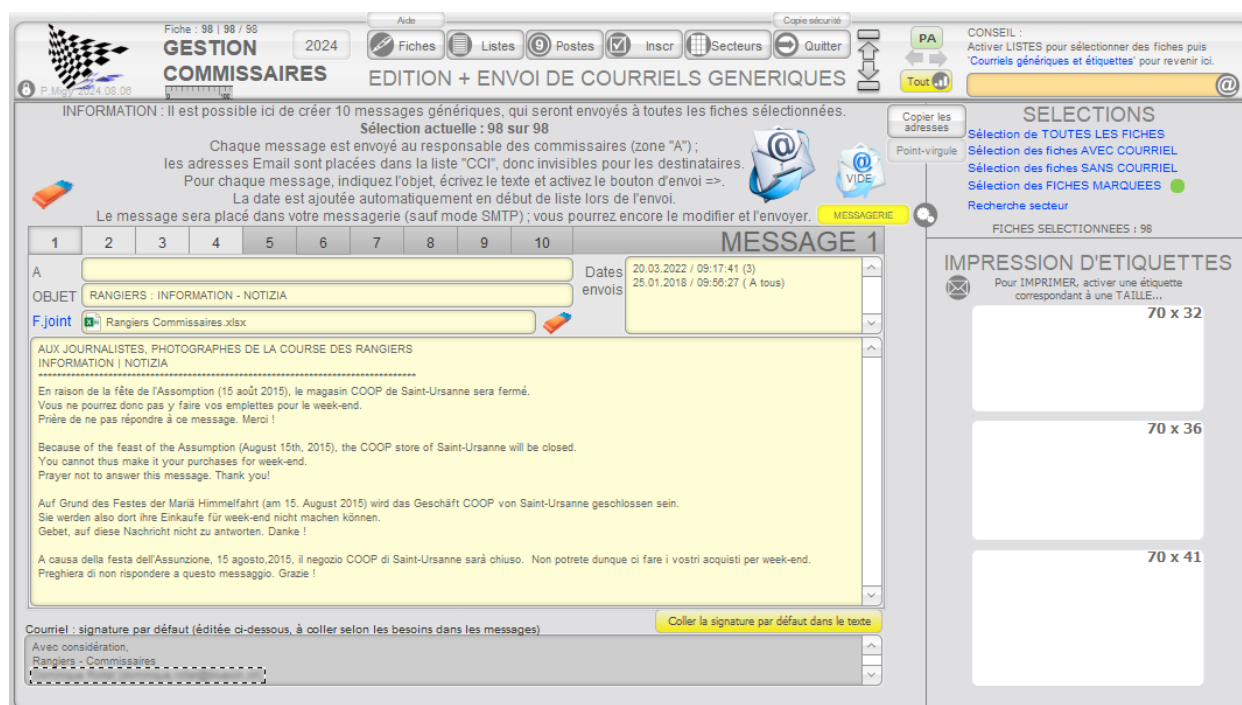 Aide
Copie sécurité
Fiche : 98 | 98 / 98
GESTION
COMMISSAIRES
2024
Fiches
Listes
9 Postes
Inscr
Secteurs
Quitter
EDITION + ENVOI DE COURRIELS GENERIQUES
P.Migy 2024.08.06
PA
Tout
CONSEIL :
Activer LISTES pour sélectionner des fiches puis
'Courriels génériques et étiquettes' pour revenir ici.
@
INFORMATION : Il est possible ici de créer 10 messages génériques, qui seront envoyés à toutes les fiches sélectionnées.
Sélection actuelle : 98 sur 98
Chaque message est envoyé au responsable des commissaires (zone "A") ;
les adresses Email sont placées dans la liste "CCI", donc invisibles pour les destinataires.
Pour chaque message, indiquez l'objet, écrivez le texte et activez le bouton d'envoi =>.
La date est ajoutée automatiquement en début de liste lors de l'envoi.
Le message sera placé dans votre messagerie (sauf mode SMTP) ; vous pourrez encore le modifier et l'envoyer.
@
@
VIDE
MESSAGERIE
Copier les
adresses
Point-virgule
SELECTIONS
Sélection de TOUTES LES FICHES
Sélection des fiches AVEC COURRIEL
Sélection des fiches SANS COURRIEL
Sélection des FICHES MARQUEES
Recherche secteur
FICHES SELECTIONNEES : 98
1 2 3 4 5 6 7 8 9 10
MESSAGE 1
A
OBJET
RANGIERS : INFORMATION - NOTIZIA
F.joint
Rangiers Commissaires.xlsx
Dates
envois
20.03.2022 / 09:17:41 (3)
25.01.2018 / 09:56:27 ( A tous)
AUX JOURNALISTES, PHOTOGRAPHES DE LA COURSE DES RANGIERS
INFORMATION | NOTIZIA
En raison de la fête de l'Assomption (15 août 2015), le magasin COOP de Saint-Ursanne sera fermé.
Vous ne pourrez donc pas y faire vos emplettes pour le week-end.
Prière de ne pas répondre à ce message. Merci !
Because of the feast of the Assumption (August 15th, 2015), the COOP store of Saint-Ursanne will be closed.
You cannot thus make it your purchases for week-end.
Prayer not to answer this message. Thank you!
Auf Grund des Festes der Mariä Himmelfahrt (am 15. August 2015) wird das Geschäft COOP von Saint-Ursanne geschlossen sein.
Sie werden also dort ihre Einkaufe für week-end nicht machen können.
Gebet, auf diese Nachricht nicht zu antworten. Danke !
A causa della festa dell'Assunzione, 15 agosto,2015, il negozio COOP di Saint-Ursanne sarà chiuso. Non potrete dunque ci fare i vostri acquisti per week-end.
Preghiera di non rispondere a questo messaggio. Grazie !
Coller la signature par défaut dans le texte
Courriel : signature par défaut (éditée ci-dessous, à coller selon les besoins dans les messages)
Avec considération,
Rangiers - Commissaires
IMPRESSION D'ETIQUETTES
Pour IMPRIMER, activer une étiquette
correspondant à une TAILLE...
70 x 32
70 x 36
70 x 41